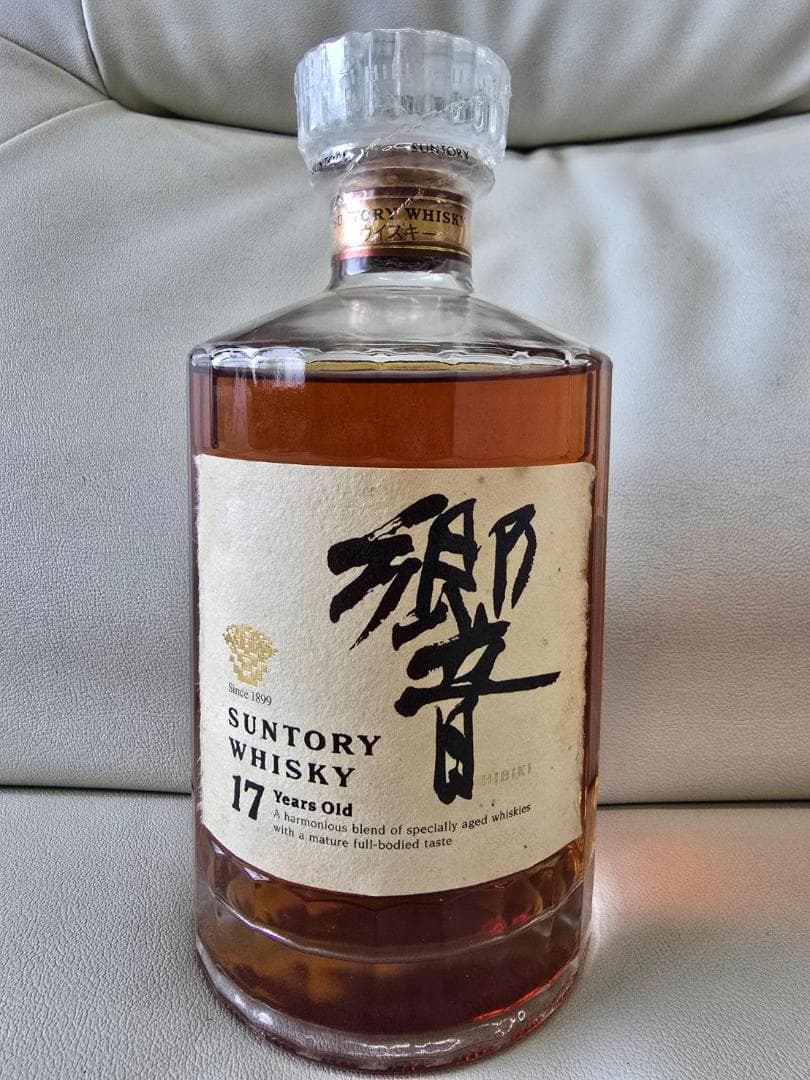 SUNTORY
SUNTORY WHISKY
ウイスキー
響
Since 1899
SUNTORY
WHISKY
HIBIKI
17 Years Old
A harmonious blend of specially aged whiskies
with a mature full-bodied taste